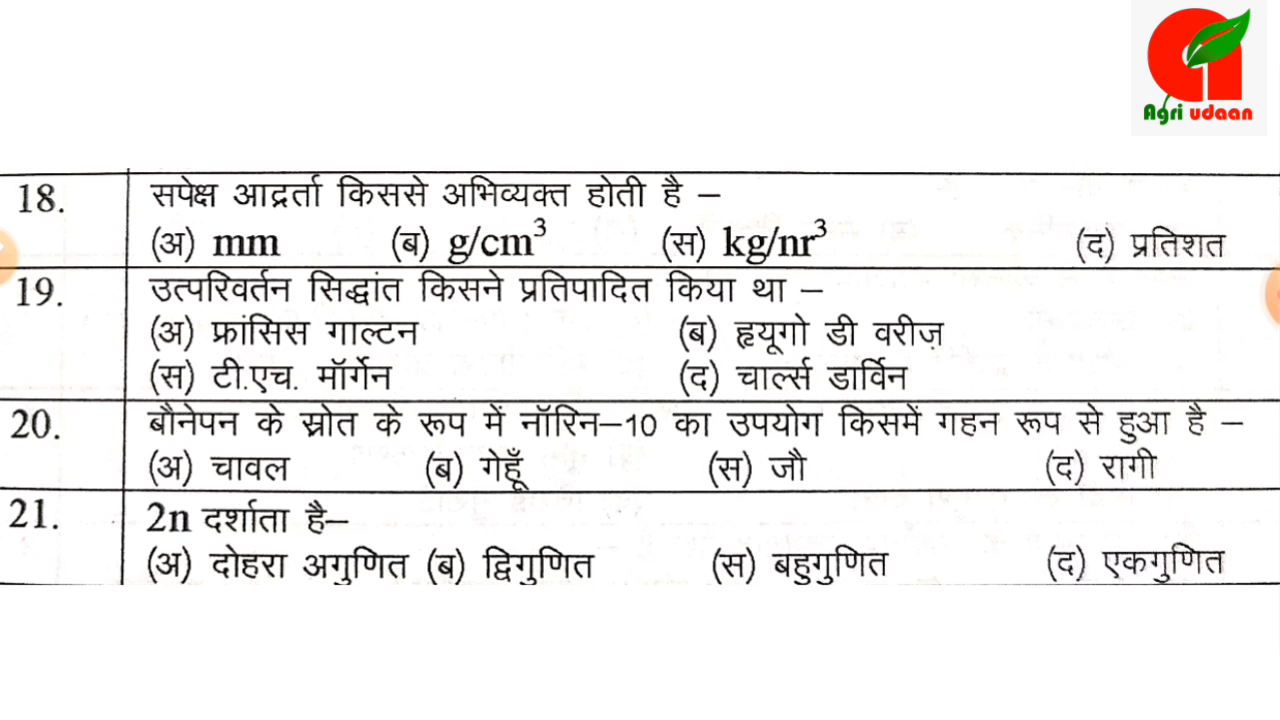 Agri udaan
18. सपेक्ष आद्रर्ता किससे अभिव्यक्त होती है –
(अ) mm (ब) g/cm³ (स) kg/nr³ (द) प्रतिशत
19. उत्परिवर्तन सिद्धांत किसने प्रतिपादित किया था –
(अ) फ्रांसिस गाल्टन (ब) हृयूगो डी वरीज़
(स) टी.एच. मॉर्गेन (द) चार्ल्स डार्विन
20. बौनेपन के स्रोत के रूप में नॉरिन–10 का उपयोग किसमें गहन रूप से हुआ है –
(अ) चावल (ब) गेहूँ (स) जौ (द) रागी
21. 2n दर्शाता है–
(अ) दोहरा अगुणित (ब) द्विगुणित (स) बहुगुणित (द) एकगुणित